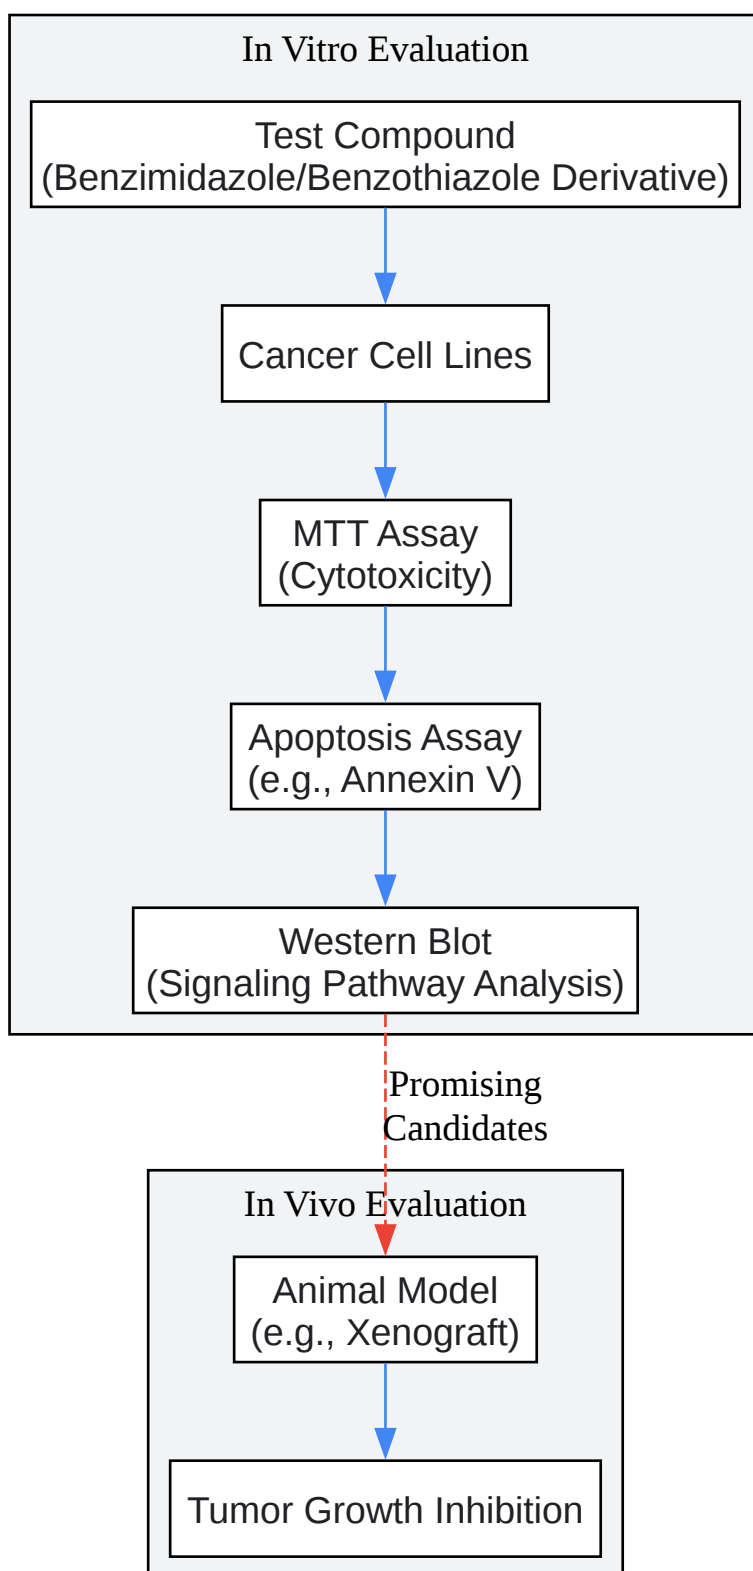 In Vitro Evaluation
Test Compound
(Benzimidazole/Benzothiazole Derivative)
Cancer Cell Lines
MTT Assay
(Cytotoxicity)
Apoptosis Assay
(e.g., Annexin V)
Western Blot
(Signaling Pathway Analysis)
Promising
Candidates
In Vivo Evaluation
Animal Model
(e.g., Xenograft)
Tumor Growth Inhibition